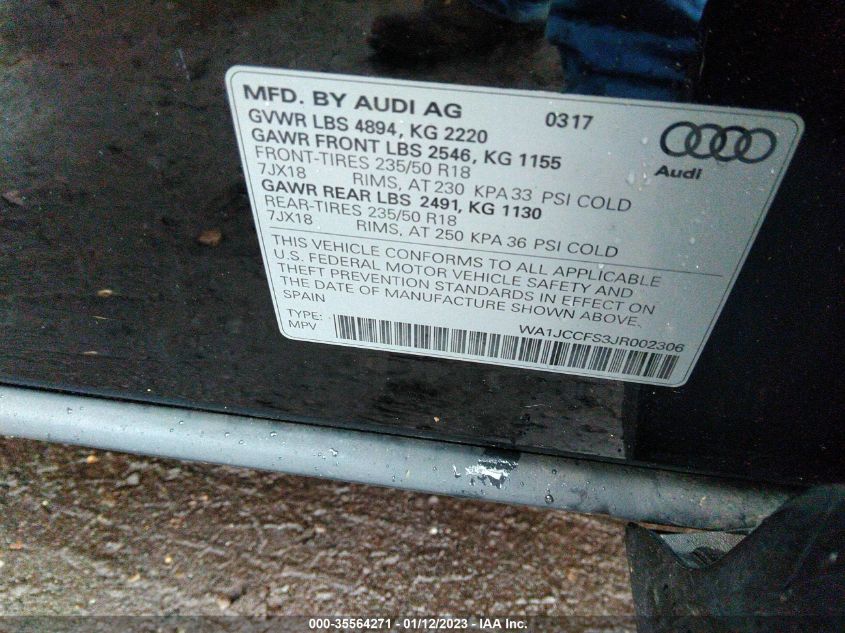 MFD. BY AUDI AG 0317
GVWR LBS 4894, KG 2220
GAWR FRONT LBS 2546, KG 1155
FRONT-TIRES 235/50 R18
7JX18 RIMS, AT 230 KPA 33 PSI COLD
GAWR REAR LBS 2491, KG 1130
REAR-TIRES 235/50 R18
7JX18 RIMS, AT 250 KPA 36 PSI COLD
Audi
THIS VEHICLE CONFORMS TO ALL APPLICABLE
U.S. FEDERAL MOTOR VEHICLE SAFETY AND
THEFT PREVENTION STANDARDS IN EFFECT ON
THE DATE OF MANUFACTURE SHOWN ABOVE.
SPAIN
TYPE: WA1JCCFS3JR002306
MPV
000-35564271 - 01/12/2023 - IAA Inc.